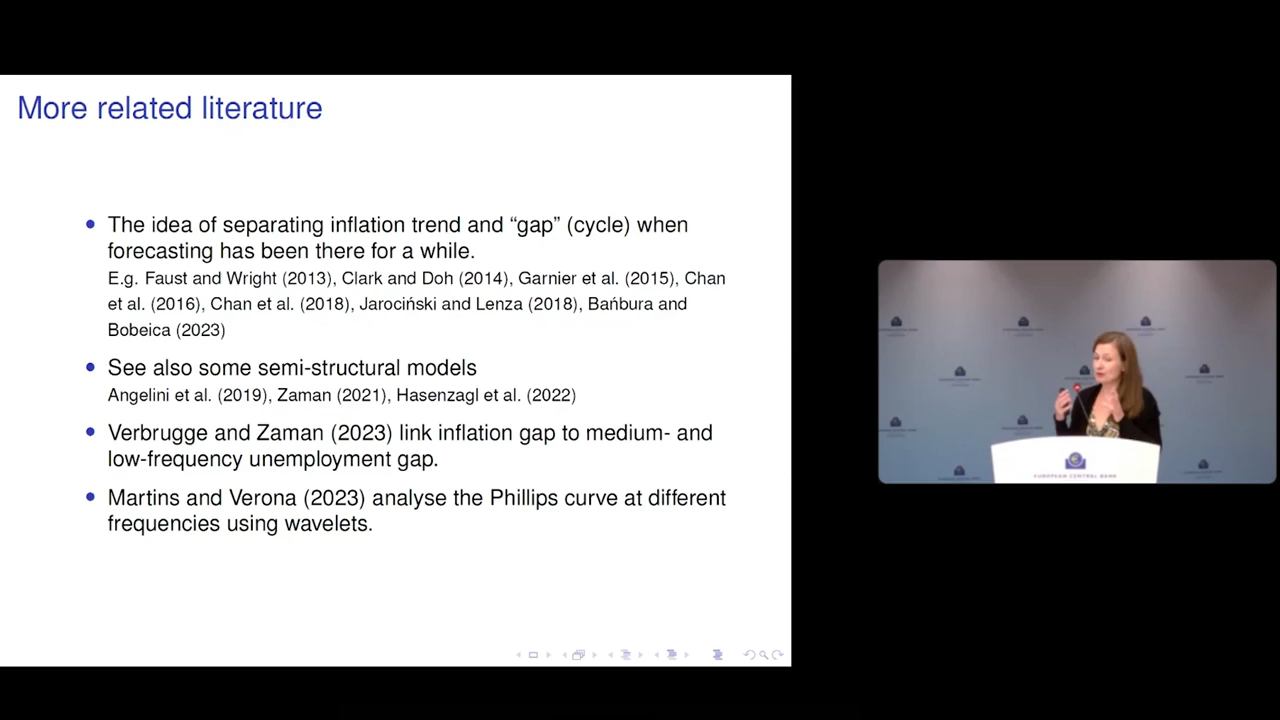 More related literature
• The idea of separating inflation trend and “gap” (cycle) when
forecasting has been there for a while.
E.g. Faust and Wright (2013), Clark and Doh (2014), Garnier et al. (2015), Chan
et al. (2016), Chan et al. (2018), Jarociński and Lenza (2018), Bańbura and
Bobeica (2023)
• See also some semi-structural models
Angelini et al. (2019), Zaman (2021), Hasenzagl et al. (2022)
• Verbrugge and Zaman (2023) link inflation gap to medium- and
low-frequency unemployment gap.
• Martins and Verona (2023) analyse the Phillips curve at different
frequencies using wavelets.
EUROPEAN CENTRAL BANK